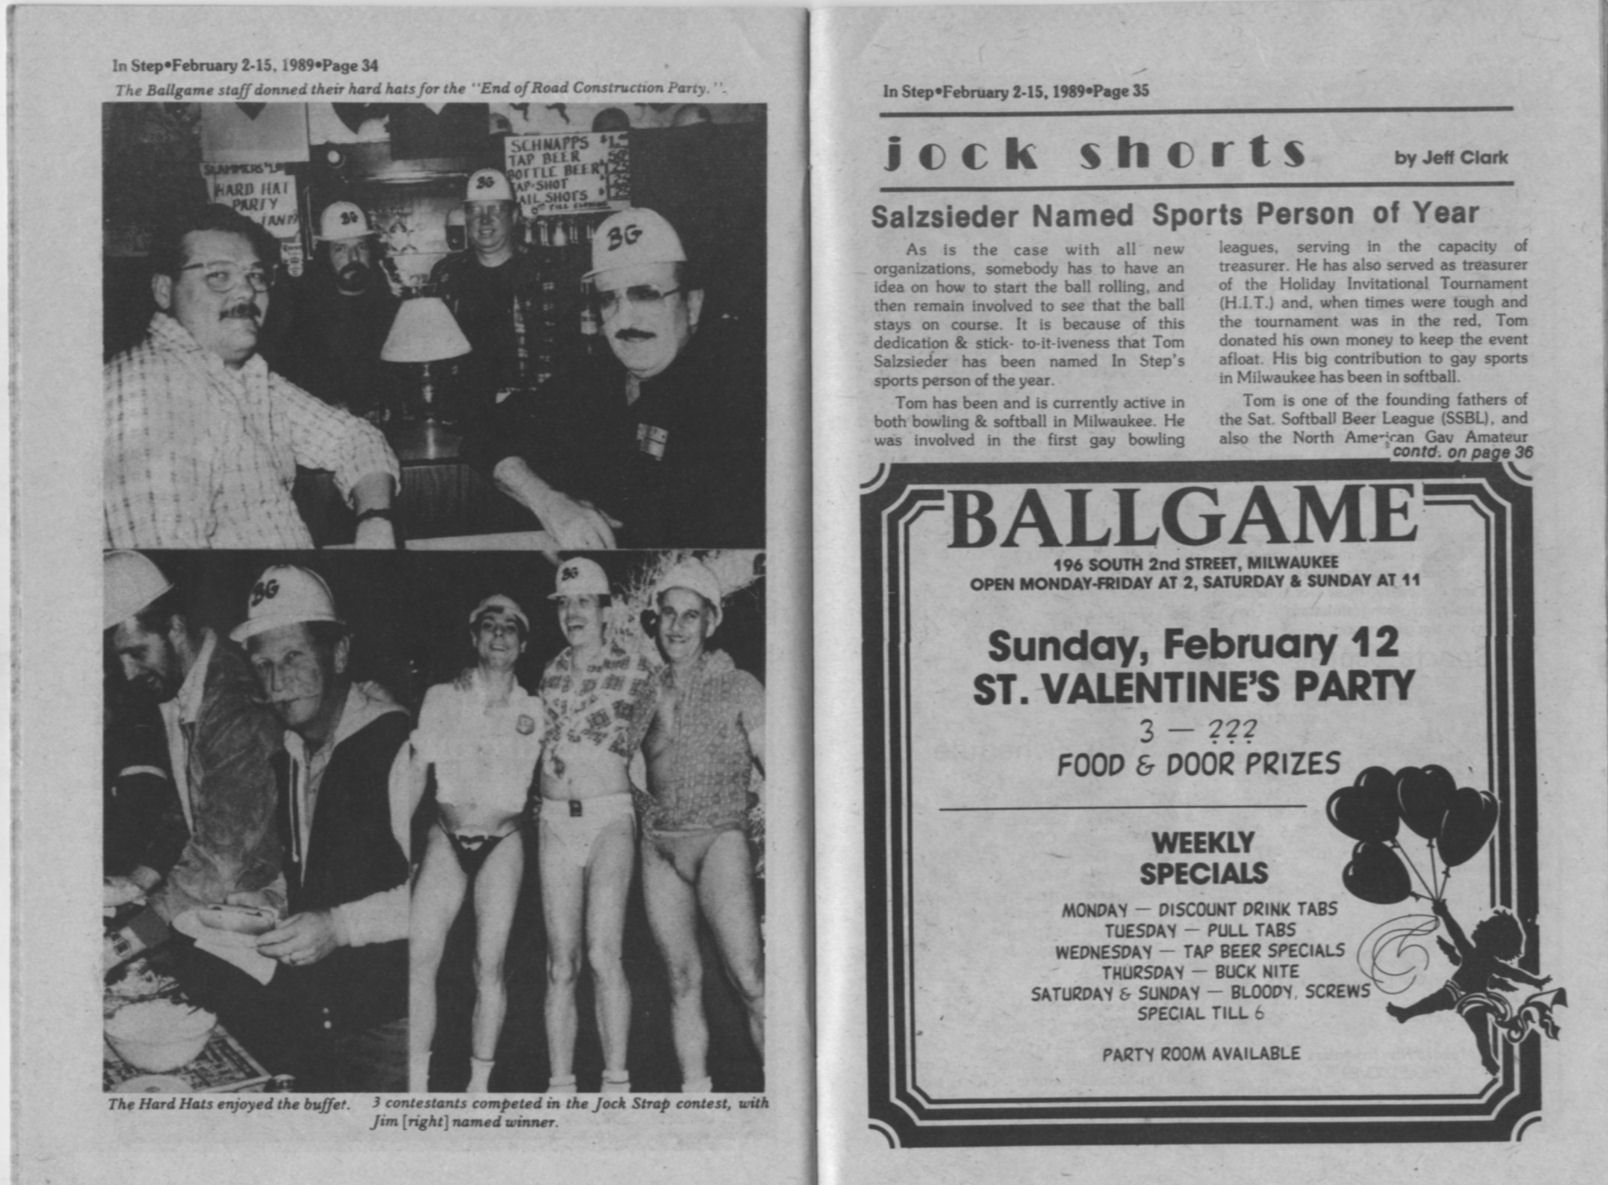 In Step•February 2-15, 1989•Page 34
The Ballgame staff donned their hard hats for the "End of Road Construction Party.".
SLAMMERS
HARD HAT
PARTY
SCHNAPPS
TAP BEER
BOTTLE BEER
TAP-SHOT
BG
BG
BG
BG
BG
The Hard Hats enjoyed the buffet.
3 contestants competed in the Jock Strap contest, with
Jim [right] named winner.
In Step•February 2-15, 1989•Page 35
jock shorts
by Jeff Clark
Salzsieder Named Sports Person of Year
As is the case with all new
organizations, somebody has to have an
idea on how to start the ball rolling, and
then remain involved to see that the ball
stays on course. It is because of this
dedication & stick- to-it-iveness that Tom
Salzsieder has been named In Step's
sports person of the year.
Tom has been and is currently active in
both bowling & softball in Milwaukee. He
was involved in the first gay bowling
leagues, serving in the capacity of
treasurer. He has also served as treasurer
of the Holiday Invitational Tournament
(H.I.T.) and, when times were tough and
the tournament was in the red, Tom
donated his own money to keep the event
afloat. His big contribution to gay sports
in Milwaukee has been in softball.
Tom is one of the founding fathers of
the Sat. Softball Beer League (SSBL), and
also the North American Gay Amateur
contd. on page 36
BALLGAME
196 SOUTH 2nd STREET, MILWAUKEE
OPEN MONDAY-FRIDAY AT 2, SATURDAY & SUNDAY AT 11
Sunday, February 12
ST. VALENTINE'S PARTY
3 — ???
FOOD & DOOR PRIZES
WEEKLY
SPECIALS
MONDAY — DISCOUNT DRINK TABS
TUESDAY — PULL TABS
WEDNESDAY — TAP BEER SPECIALS
THURSDAY — BUCK NITE
SATURDAY & SUNDAY — BLOODY, SCREWS
SPECIAL TILL 6
PARTY ROOM AVAILABLE